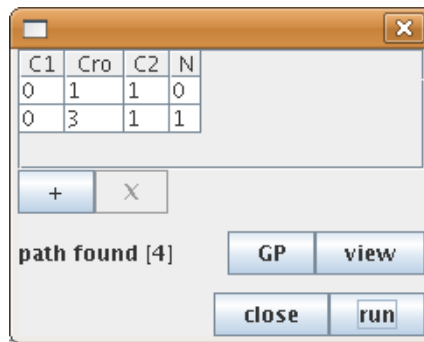 C1 Cro C2 N
0 1 1 0
0 3 1 1
+ X
path found [4] GP view
close run